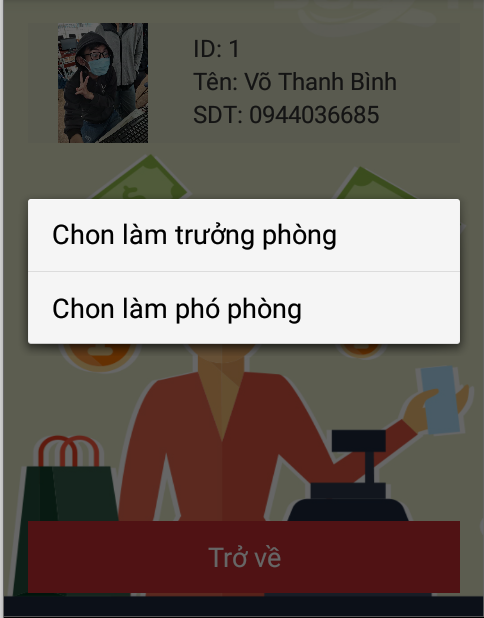 ID: 1
Tên: Võ Thanh Bình
SDT: 0944036685
Chon làm trưởng phòng
Chon làm phó phòng
Trở về